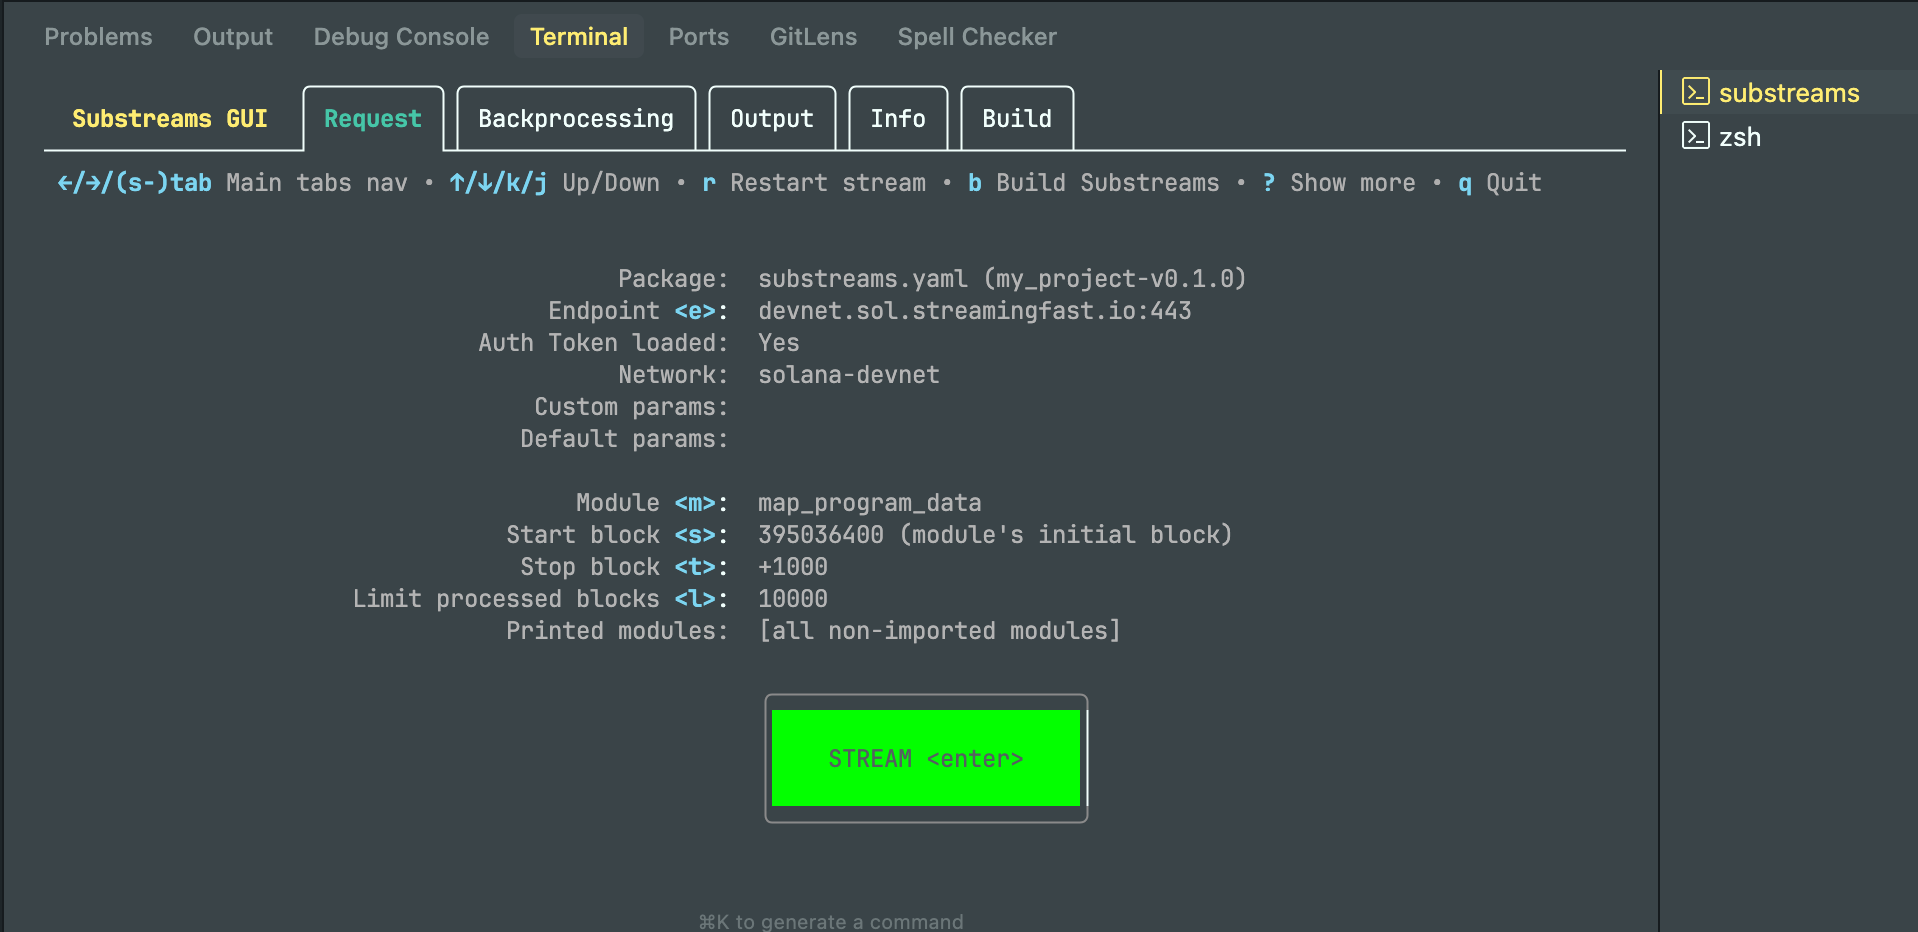 Problems Output Debug Console Terminal Ports GitLens Spell Checker
Substreams GUI Request Backprocessing Output Info Build
←/→/(s-)tab Main tabs nav • ↑/↓/k/j Up/Down • r Restart stream • b Build Substreams • ? Show more • q Quit
Package: substreams.yaml (my_project-v0.1.0)
Endpoint <e>: devnet.sol.streamingfast.io:443
Auth Token loaded: Yes
Network: solana-devnet
Custom params:
Default params:
Module <m>: map_program_data
Start block <s>: 395036400 (module's initial block)
Stop block <t>: +1000
Limit processed blocks <l>: 10000
Printed modules: [all non-imported modules]
STREAM <enter>
⌘K to generate a command
substreams
zsh